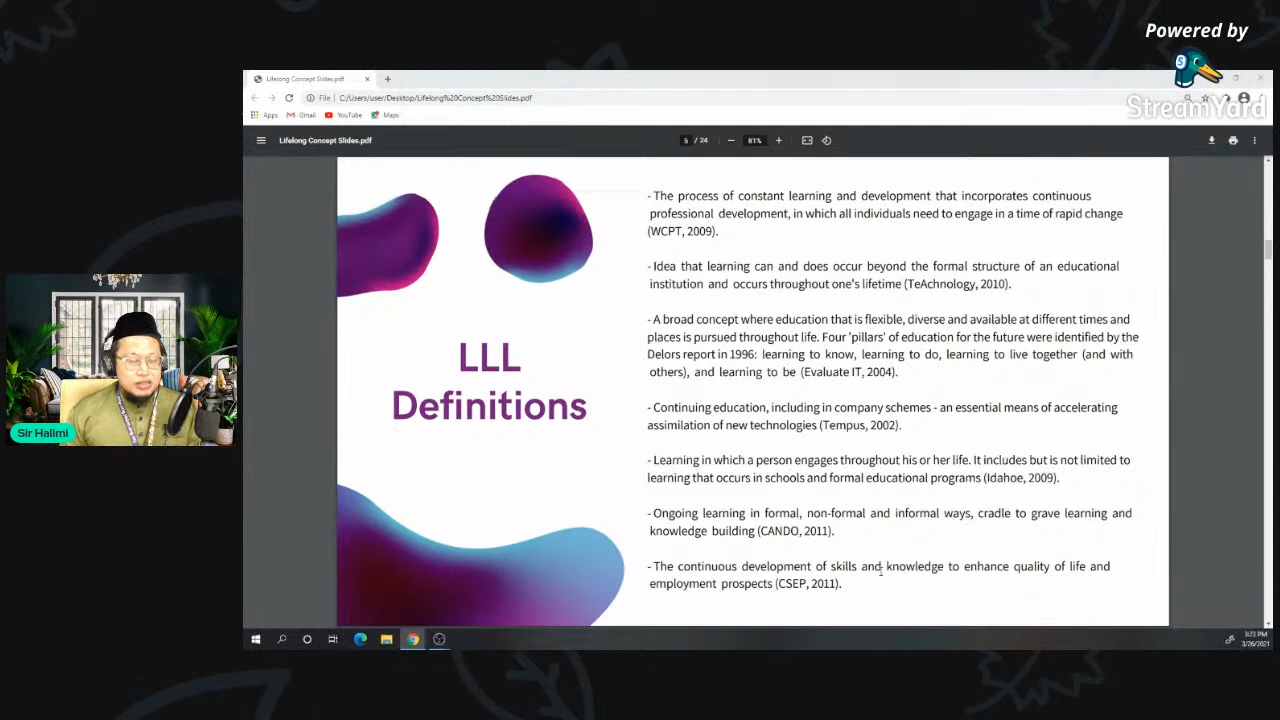 Powered by
S
StreamYard
Lifelong Concept Slides.pdf
File | C:/Users/user/Desktop/Lifelong%20Concept%20Slides.pdf
Apps Gmail YouTube Maps
Lifelong Concept Slides.pdf 5 / 24 81%
LLL
Definitions
- The process of constant learning and development that incorporates continuous
professional development, in which all individuals need to engage in a time of rapid change
(WCPT, 2009).
- Idea that learning can and does occur beyond the formal structure of an educational
institution and occurs throughout one's lifetime (TeAchnology, 2010).
- A broad concept where education that is flexible, diverse and available at different times and
places is pursued throughout life. Four 'pillars' of education for the future were identified by the
Delors report in 1996: learning to know, learning to do, learning to live together (and with
others), and learning to be (Evaluate IT, 2004).
- Continuing education, including in company schemes - an essential means of accelerating
assimilation of new technologies (Tempus, 2002).
- Learning in which a person engages throughout his or her life. It includes but is not limited to
learning that occurs in schools and formal educational programs (Idahoe, 2009).
- Ongoing learning in formal, non-formal and informal ways, cradle to grave learning and
knowledge building (CANDO, 2011).
- The continuous development of skills and knowledge to enhance quality of life and
employment prospects (CSEP, 2011).
Sir Halimi
3:23 PM
3/26/2021